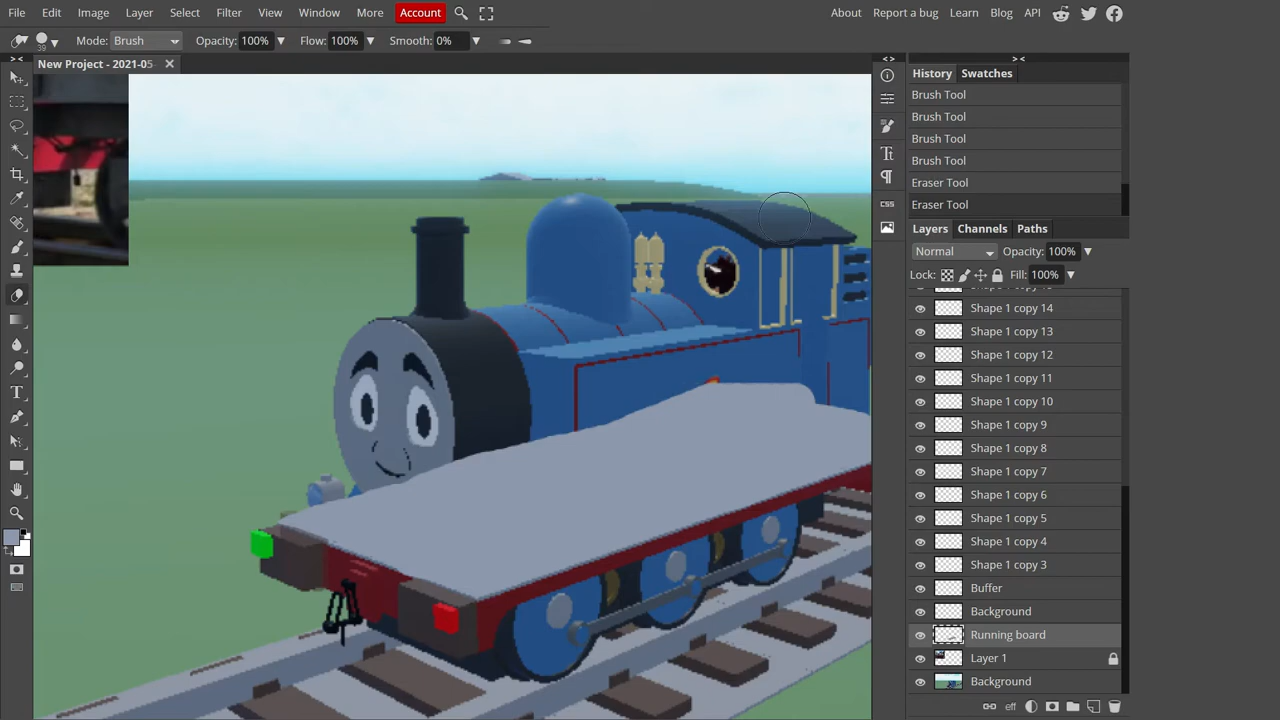 File Edit Image Layer Select Filter View Window More Account About Report a bug Learn Blog API
39 Mode: Brush Opacity: 100% Flow: 100% Smooth: 0%
New Project - 2021-05-
History Swatches
Brush Tool
Brush Tool
Brush Tool
Brush Tool
Eraser Tool
Eraser Tool
CSS
Layers Channels Paths
Normal Opacity: 100%
Lock: Fill: 100%
Shape 1 copy 14
Shape 1 copy 13
Shape 1 copy 12
Shape 1 copy 11
Shape 1 copy 10
Shape 1 copy 9
Shape 1 copy 8
Shape 1 copy 7
Shape 1 copy 6
Shape 1 copy 5
Shape 1 copy 4
Shape 1 copy 3
Buffer
Background
Running board
Layer 1
Background
eff